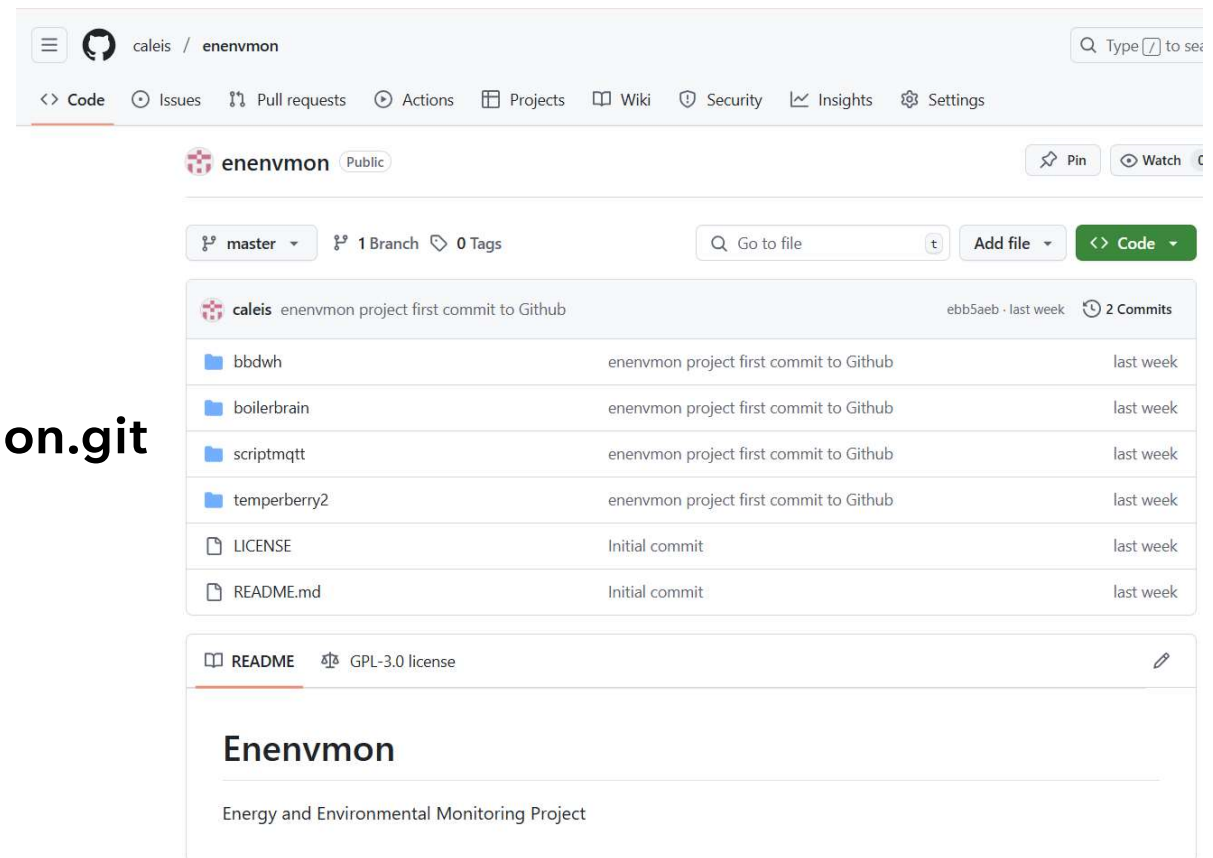 caleis / enenvmon
Type / to sea
Code Issues Pull requests Actions Projects Wiki Security Insights Settings
enenvmon Public
Pin Watch 0
master 1 Branch 0 Tags
Go to file t Add file Code
caleis enenvmon project first commit to Github ebb5aeb · last week 2 Commits
bbdwh enenvmon project first commit to Github last week
boilerbrain enenvmon project first commit to Github last week
on.git
scriptmqtt enenvmon project first commit to Github last week
temperberry2 enenvmon project first commit to Github last week
LICENSE Initial commit last week
README.md Initial commit last week
README GPL-3.0 license
Enenvmon
Energy and Environmental Monitoring Project